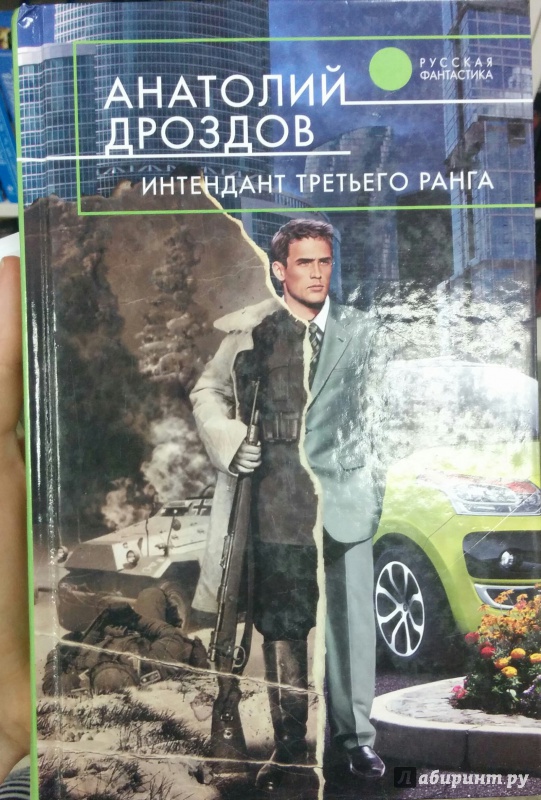 РУССКАЯ
ФАНТАСТИКА
АНАТОЛИЙ
ДРОЗДОВ
ИНТЕНДАНТ ТРЕТЬЕГО РАНГА
Лабиринт.ру